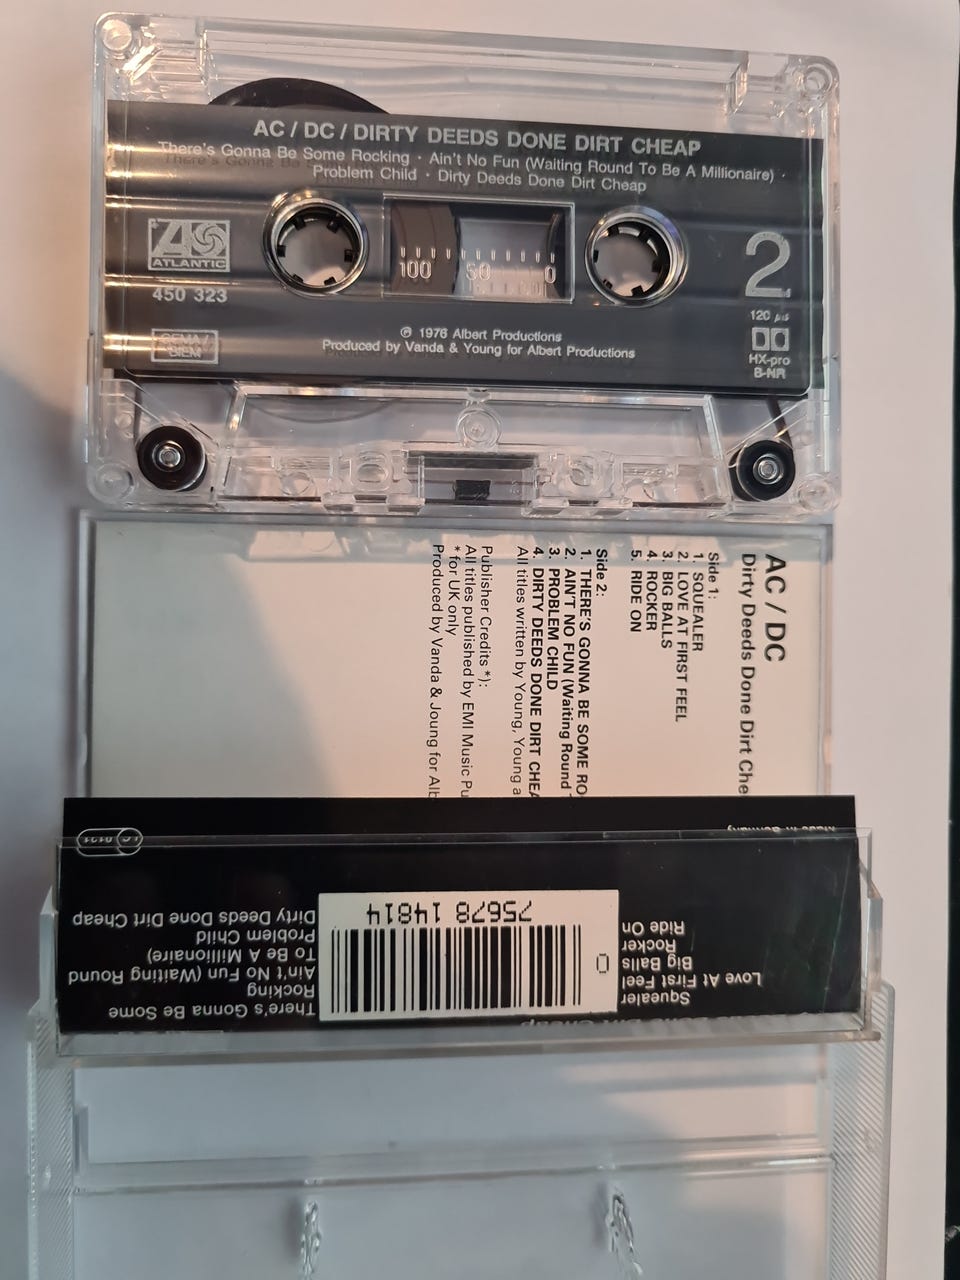 AC / DC / DIRTY DEEDS DONE DIRT CHEAP
There's Gonna Be Some Rocking · Ain't No Fun (Waiting Round To Be A Millionaire) ·
Problem Child · Dirty Deeds Done Dirt Cheap
ATLANTIC
450 323
GEMA/
BIEM
100 50 10 0
2
120 µs
HX-pro
B-NR
℗ 1976 Albert Productions
Produced by Vanda & Young for Albert Productions
AC / DC
Dirty Deeds Done Dirt Che
Side 1:
1. SQUEALER
2. LOVE AT FIRST FEEL
3. BIG BALLS
4. ROCKER
5. RIDE ON
Side 2:
1. THERE'S GONNA BE SOME RO
2. AIN'T NO FUN (Waiting Round
3. PROBLEM CHILD
4. DIRTY DEEDS DONE DIRT CHEA
All titles written by Young, Young a
Publisher Credits *):
All titles published by EMI Music Pu
* for UK only
Produced by Vanda & Joung for Alb
Made in Germany
Squealer
Love At First Feel
Big Balls
Rocker
Ride On
0
75678 14814
There's Gonna Be Some
Rocking
Ain't No Fun (Waiting Round
To Be A Millionaire)
Problem Child
Dirty Deeds Done Dirt Cheap
LC 0121